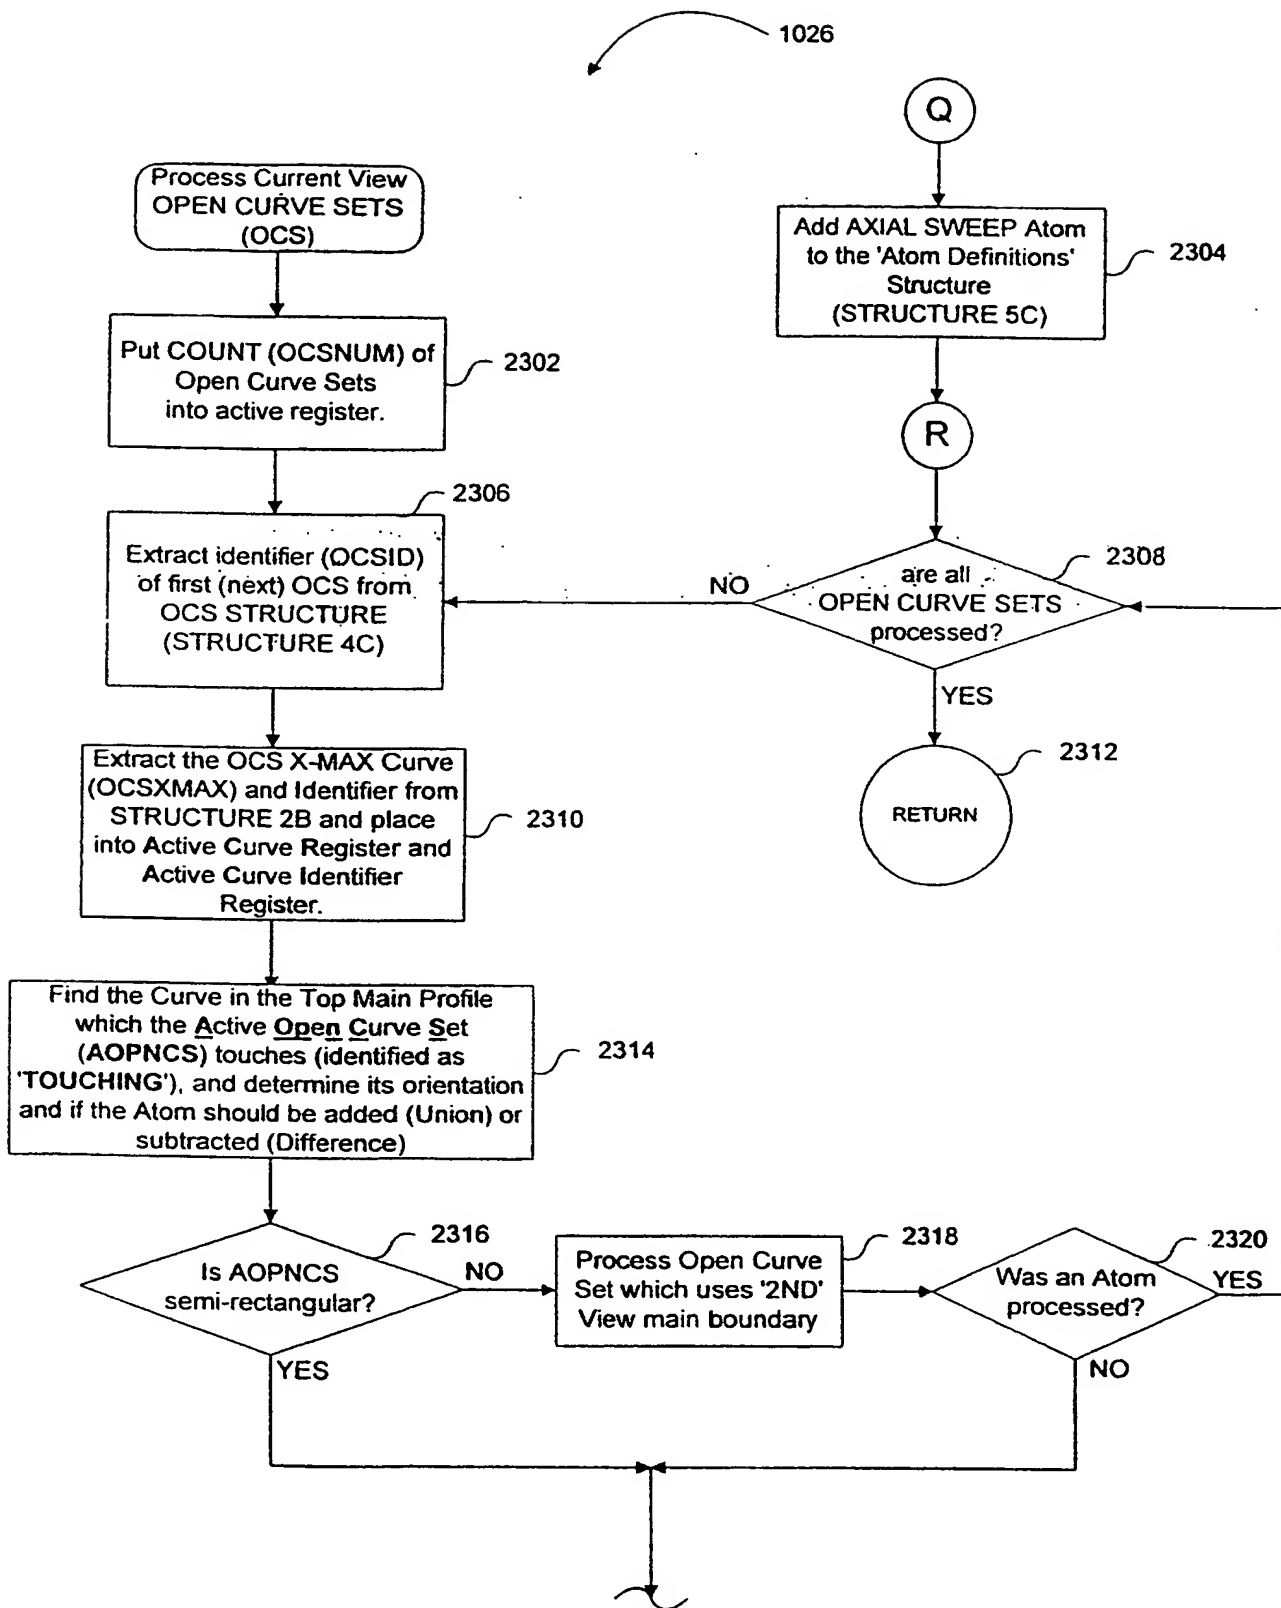 1026
Q
Process Current View
OPEN CURVE SETS
(OCS)
Add AXIAL SWEEP Atom
to the 'Atom Definitions'
Structure
(STRUCTURE 5C)
2304
Put COUNT (OCSNUM) of
Open Curve Sets
into active register.
2302
R
2306
Extract identifier (OCSID)
of first (next) OCS from
OCS STRUCTURE
(STRUCTURE 4C)
NO
are all
OPEN CURVE SETS
processed?
2308
YES
Extract the OCS X-MAX Curve
(OCSXMAX) and Identifier from
STRUCTURE 2B and place
into Active Curve Register and
Active Curve Identifier
Register.
2310
2312
RETURN
Find the Curve in the Top Main Profile
which the Active Open Curve Set
(AOPNCS) touches (identified as
'TOUCHING'), and determine its orientation
and if the Atom should be added (Union) or
subtracted (Difference)
2314
2316
Is AOPNCS
semi-rectangular?
NO
YES
2318
Process Open Curve
Set which uses '2ND'
View main boundary
2320
Was an Atom
processed?
YES
NO